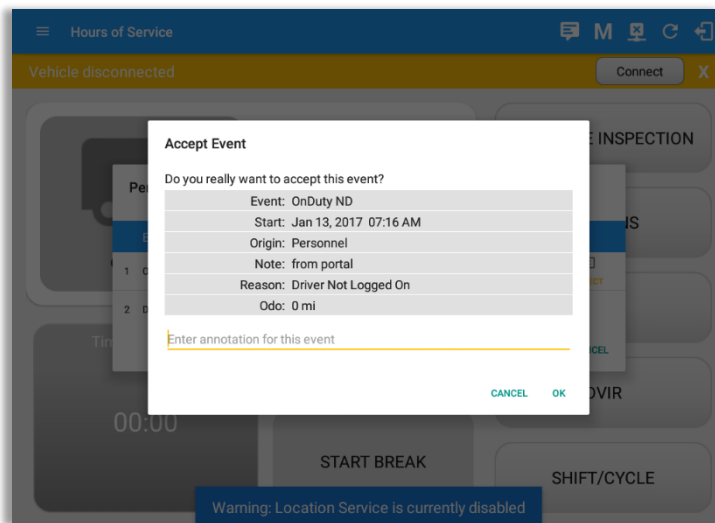 Hours of Service
M
Vehicle disconnected
Connect
X
INSPECTION
Accept Event
Do you really want to accept this event?
Event: OnDuty ND
Start: Jan 13, 2017 07:16 AM
Origin: Personnel
Note: from portal
Reason: Driver Not Logged On
Odo: 0 mi
Enter annotation for this event
CANCEL OK
1
2
00:00
START BREAK
SHIFT/CYCLE
Warning: Location Service is currently disabled